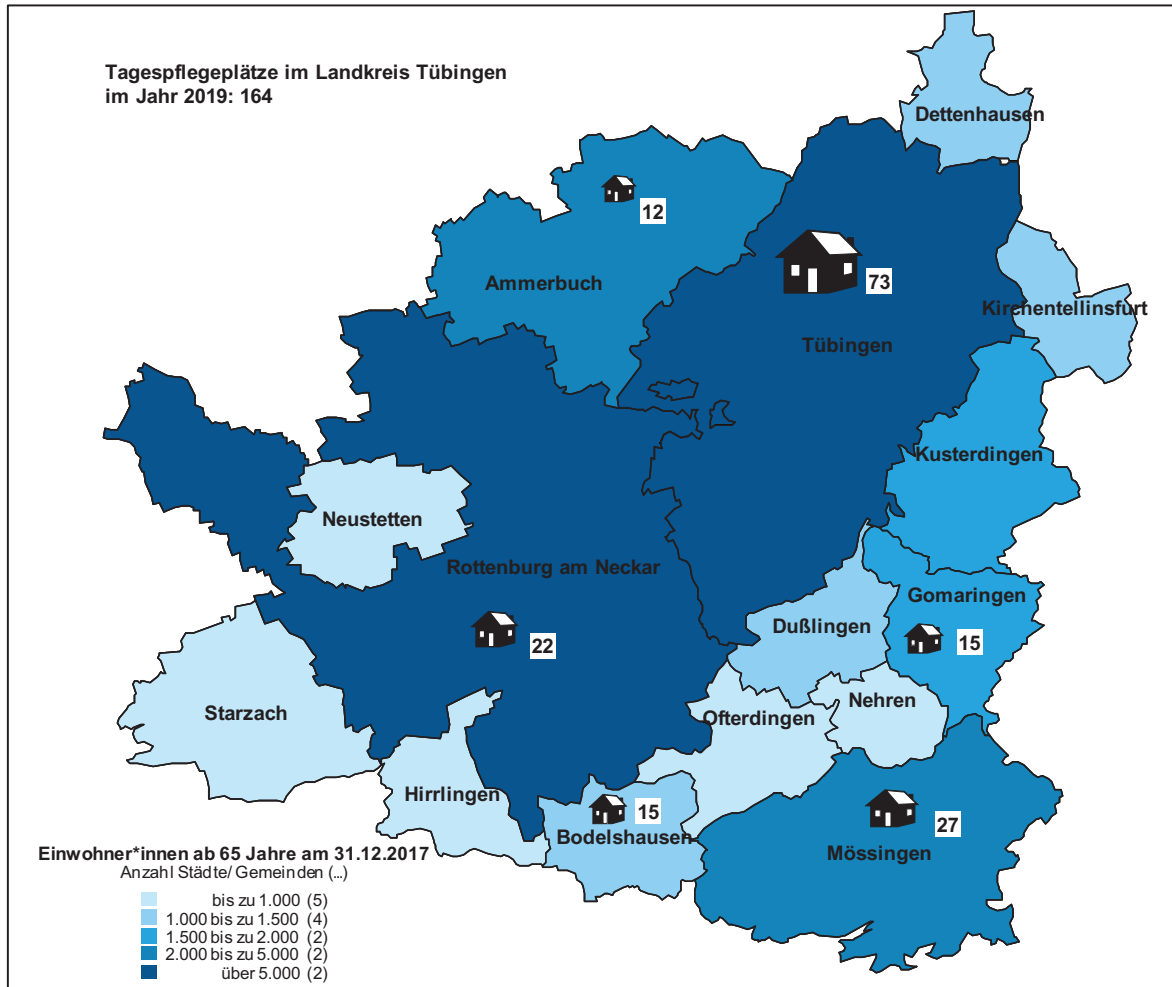 Tagespflegeplätze im Landkreis Tübingen
im Jahr 2019: 164
Dettenhausen
12
73
Ammerbuch
Kirchentellinsfurt
Tübingen
Kusterdingen
Neustetten
Rottenburg am Neckar
Gomaringen
Dußlingen
22
15
Nehren
Starzach
Ofterdingen
Hirrlingen
15
27
Bodelshausen
Mössingen
Einwohner*innen ab 65 Jahre am 31.12.2017
Anzahl Städte/ Gemeinden (...)
bis zu 1.000 (5)
1.000 bis zu 1.500 (4)
1.500 bis zu 2.000 (2)
2.000 bis zu 5.000 (2)
über 5.000 (2)